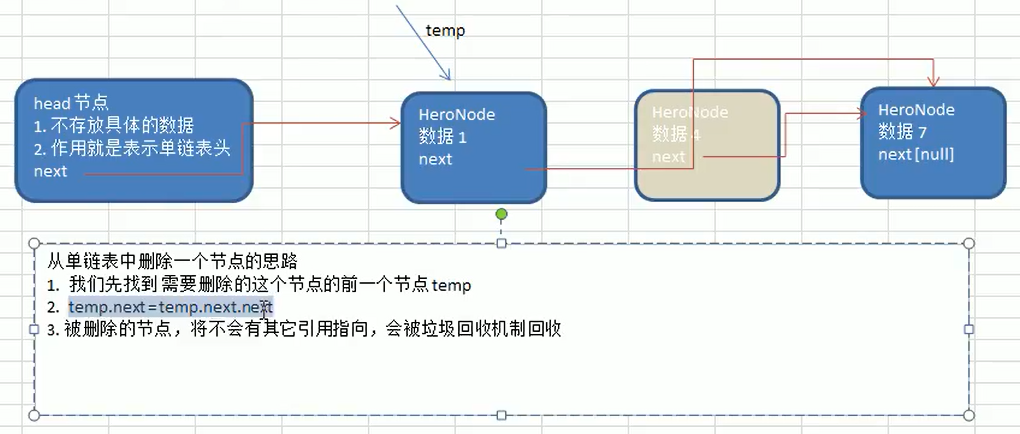 temp
head 节点
1. 不存放具体的数据
2. 作用就是表示单链表头
next
HeroNode
数据 1
next
HeroNode
数据 4
next
HeroNode
数据 7
next[null]
从单链表中删除一个节点的思路
1. 我们先找到 需要删除的这个节点的前一个节点 temp
2. temp.next=temp.next.next
3. 被删除的节点，将不会有其它引用指向，会被垃圾回收机制回收